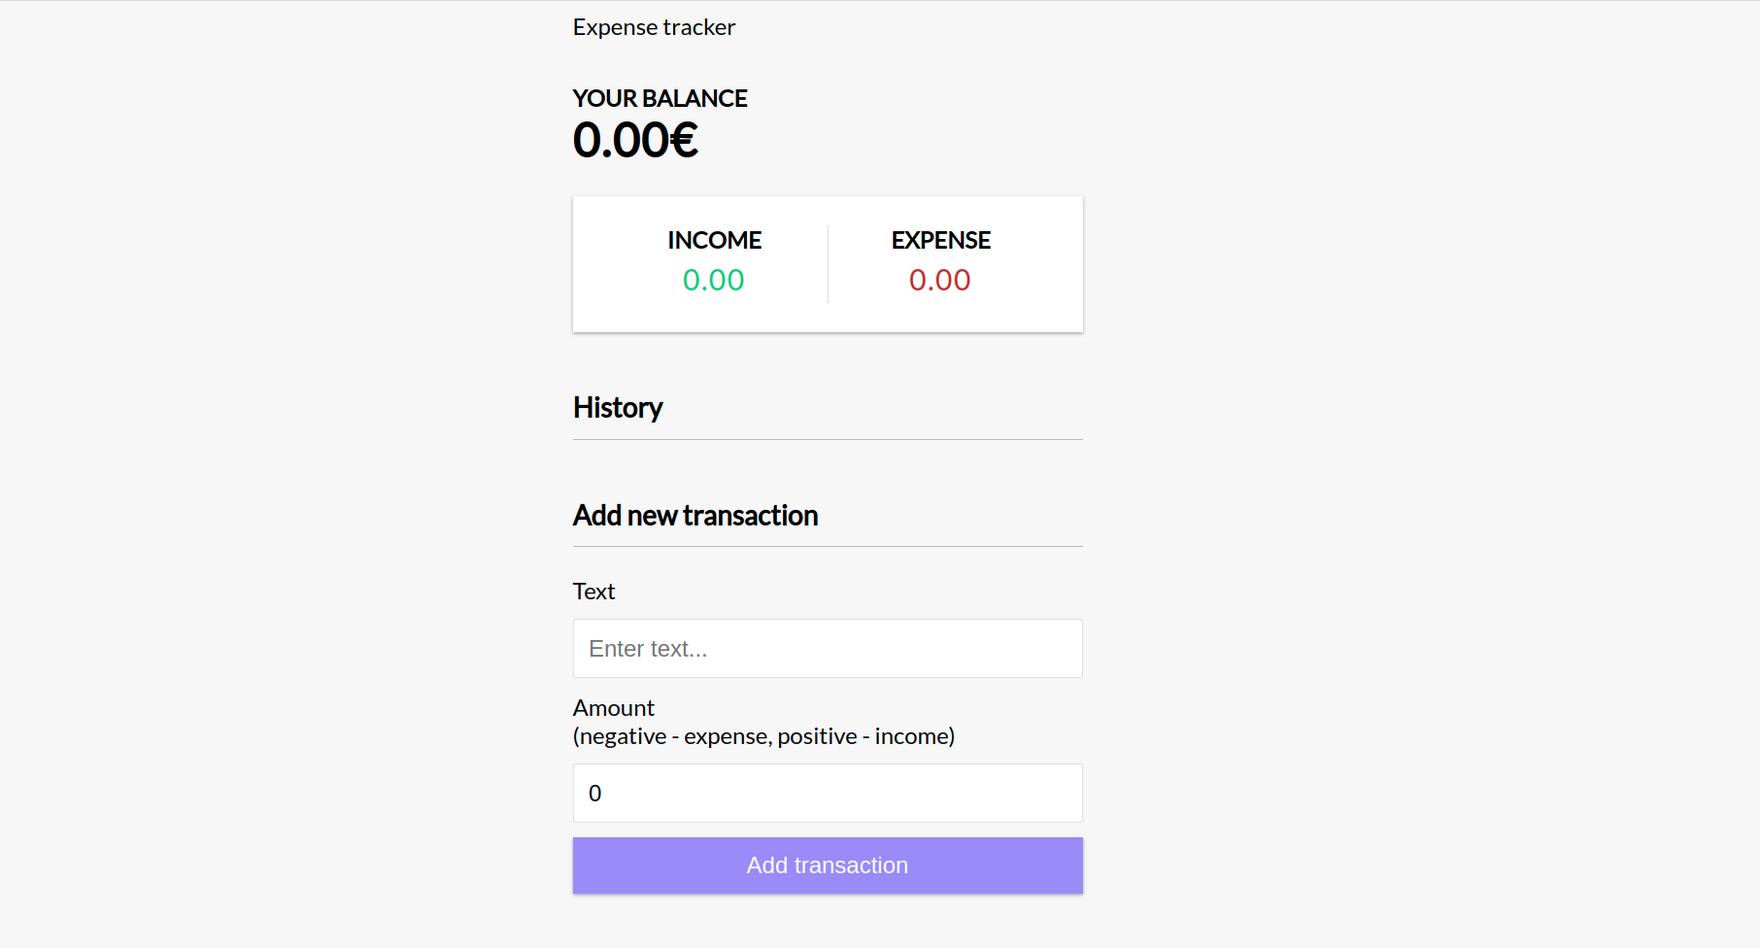 Expense tracker
YOUR BALANCE
0.00€
INCOME
EXPENSE
0.00
0.00
History
Add new transaction
Text
Enter text...
Amount
(negative - expense, positive - income)
0
Add transaction